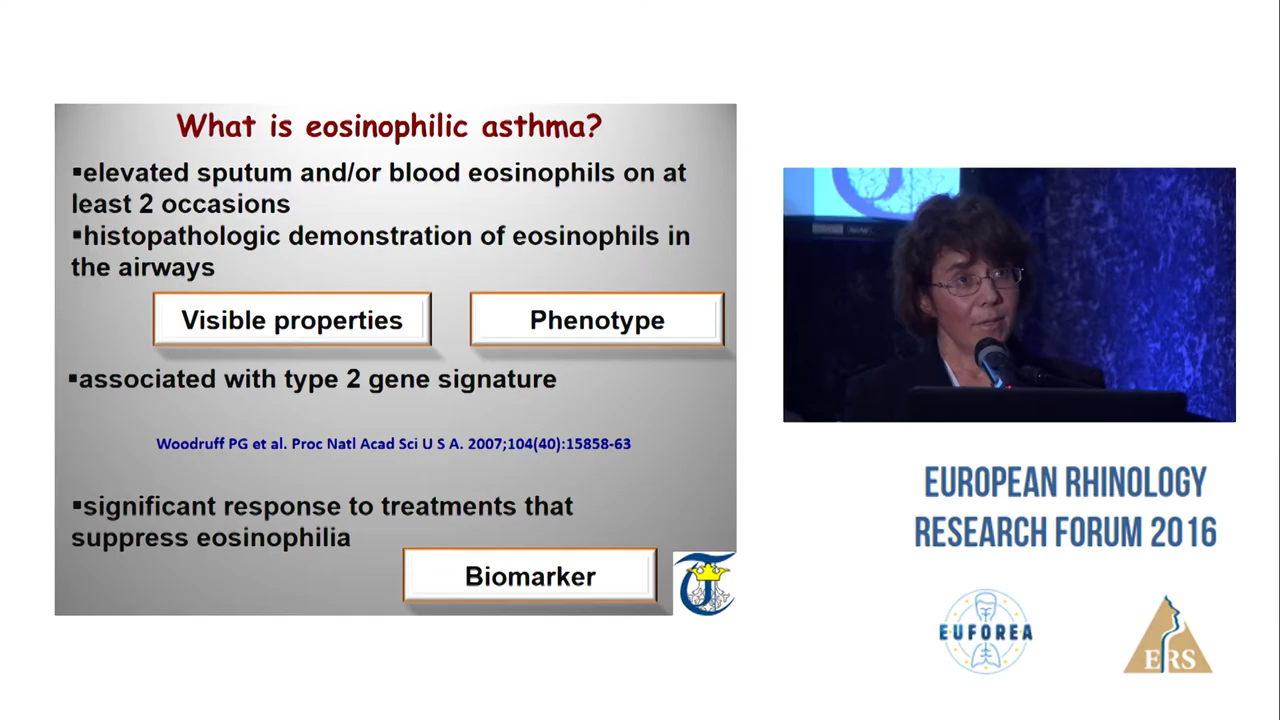 What is eosinophilic asthma?
▪elevated sputum and/or blood eosinophils on at
least 2 occasions
▪histopathologic demonstration of eosinophils in
the airways
Visible properties
Phenotype
▪associated with type 2 gene signature
Woodruff PG et al. Proc Natl Acad Sci U S A. 2007;104(40):15858-63
▪significant response to treatments that
suppress eosinophilia
Biomarker
EUROPEAN RHINOLOGY
RESEARCH FORUM 2016
EUFOREA
ERS